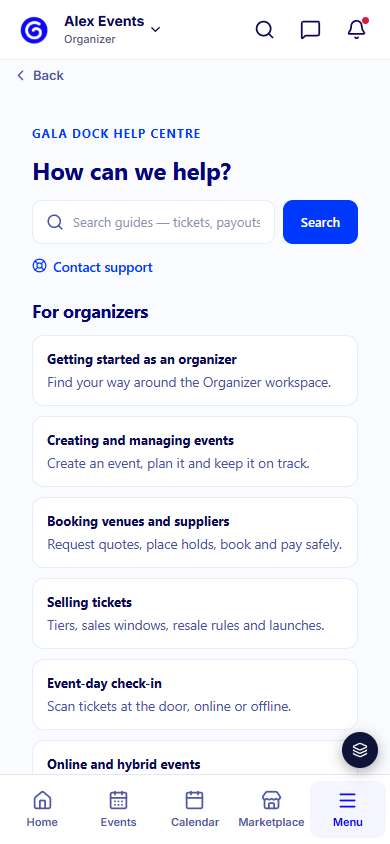 Alex Events
Organizer
Back
GALA DOCK HELP CENTRE
How can we help?
Search guides — tickets, payouts
Search
Contact support
For organizers
Getting started as an organizer
Find your way around the Organizer workspace.
Creating and managing events
Create an event, plan it and keep it on track.
Booking venues and suppliers
Request quotes, place holds, book and pay safely.
Selling tickets
Tiers, sales windows, resale rules and launches.
Event-day check-in
Scan tickets at the door, online or offline.
Online and hybrid events
Home
Events
Calendar
Marketplace
Menu